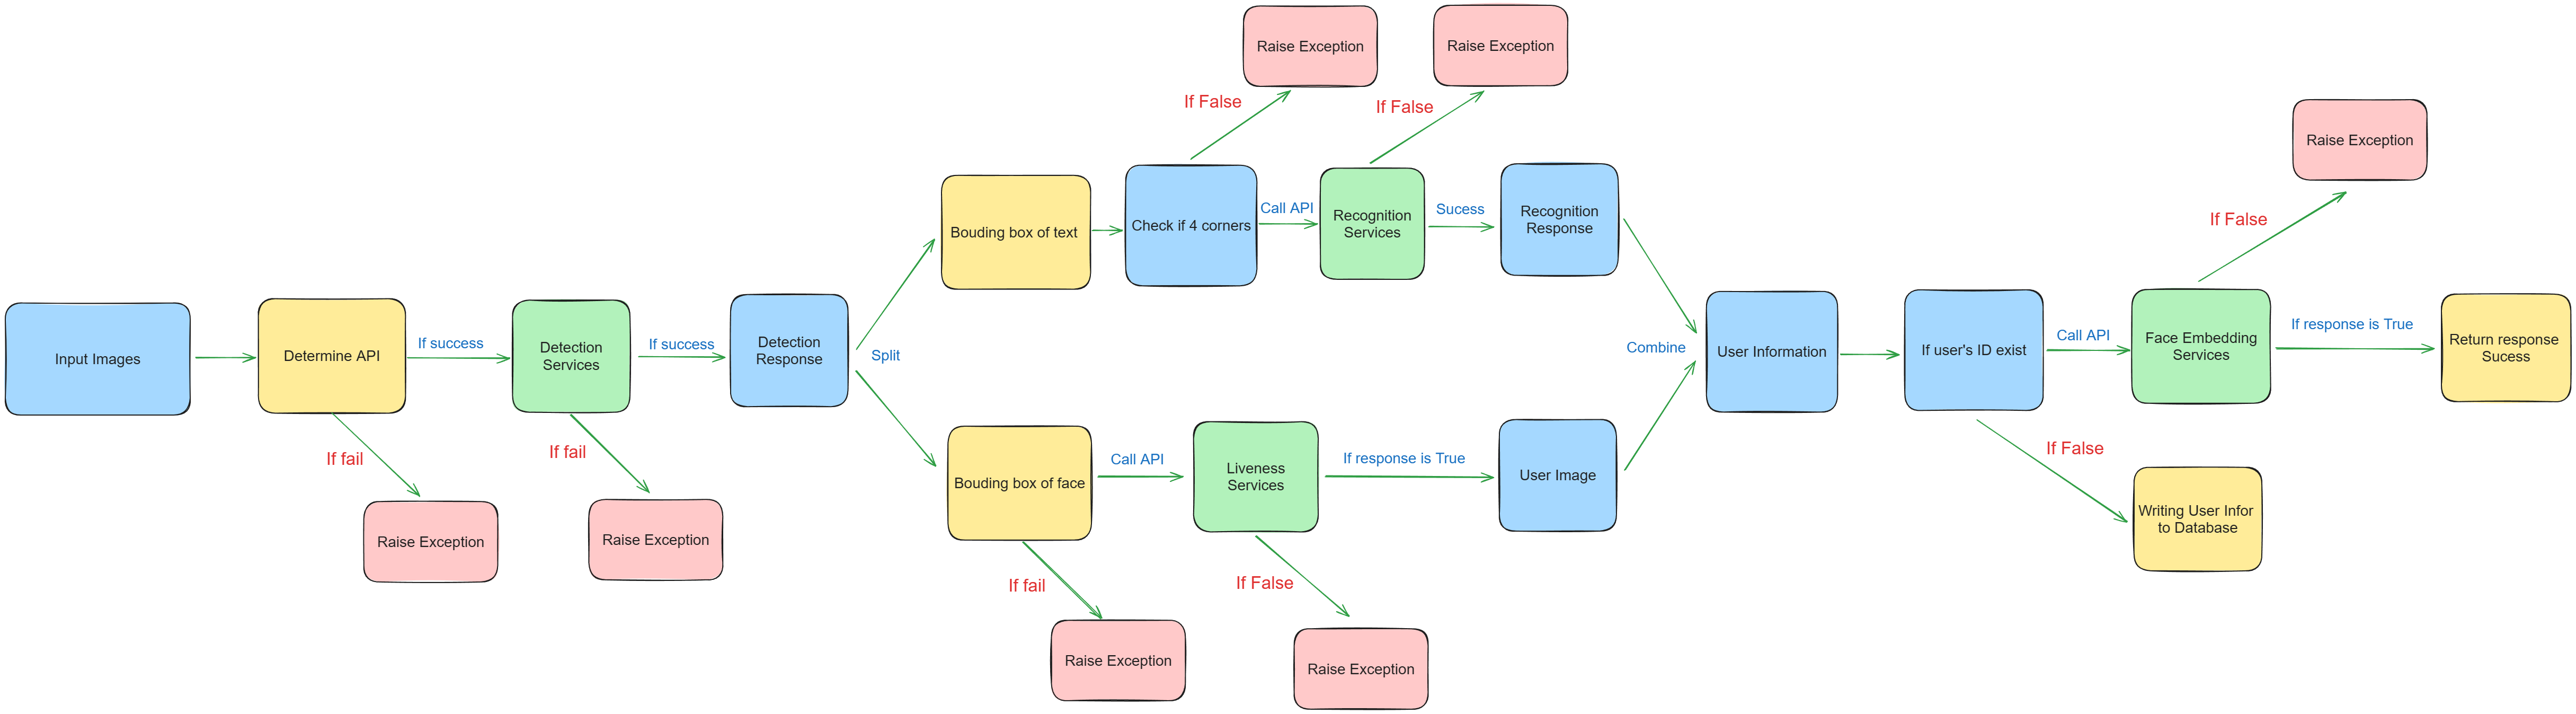 Raise Exception
Raise Exception
If False
If False
Raise Exception
Bouding box of text
Check if 4 corners
Call API
Recognition
Services
Sucess
Recognition
Response
If False
Input Images
Determine API
If success
Detection
Services
If success
Detection
Response
Split
Combine
User Information
If user's ID exist
Call API
Face Embedding
Services
If response is True
Return response
Sucess
If fail
If fail
Raise Exception
Raise Exception
Bouding box of face
Call API
Liveness
Services
If response is True
User Image
If False
Writing User Infor
to Database
If fail
If False
Raise Exception
Raise Exception